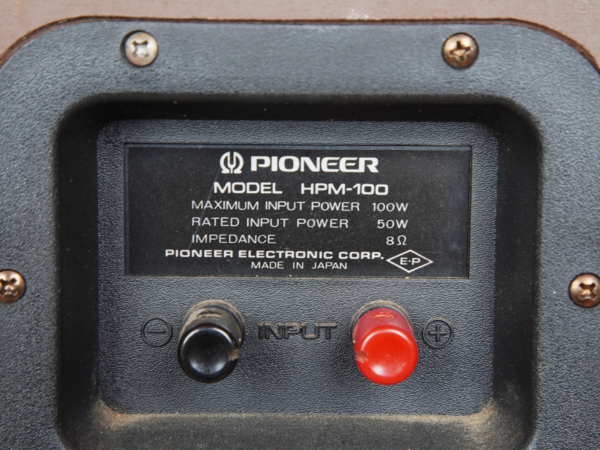 PIONEER
MODEL HPM-100
MAXIMUM INPUT POWER 100W
RATED INPUT POWER 50W
IMPEDANCE 8Ω
PIONEER ELECTRONIC CORP.
MADE IN JAPAN
E·P
− INPUT +